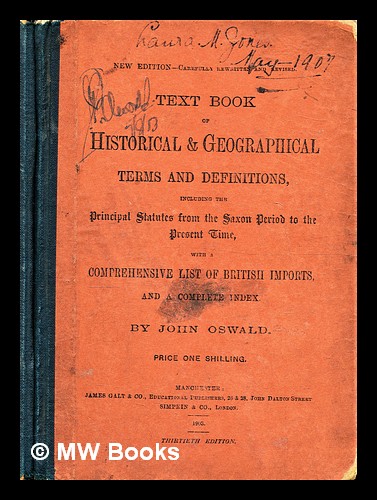 Laura M. Jones
May 1907
NEW EDITION—CAREFULLY REWRITTEN AND REVISED.
TEXT BOOK
OF
HISTORICAL & GEOGRAPHICAL
TERMS AND DEFINITIONS,
INCLUDING THE
Principal Statutes from the Saxon Period to the
Present Time,
WITH A
COMPREHENSIVE LIST OF BRITISH IMPORTS,
AND A COMPLETE INDEX.
BY JOHN OSWALD.
PRICE ONE SHILLING.
MANCHESTER:
JAMES GALT & CO., EDUCATIONAL PUBLISHERS, 26 & 28, JOHN DALTON STREET
SIMPKIN & CO., LONDON.
THIRTIETH EDITION.
© MW Books